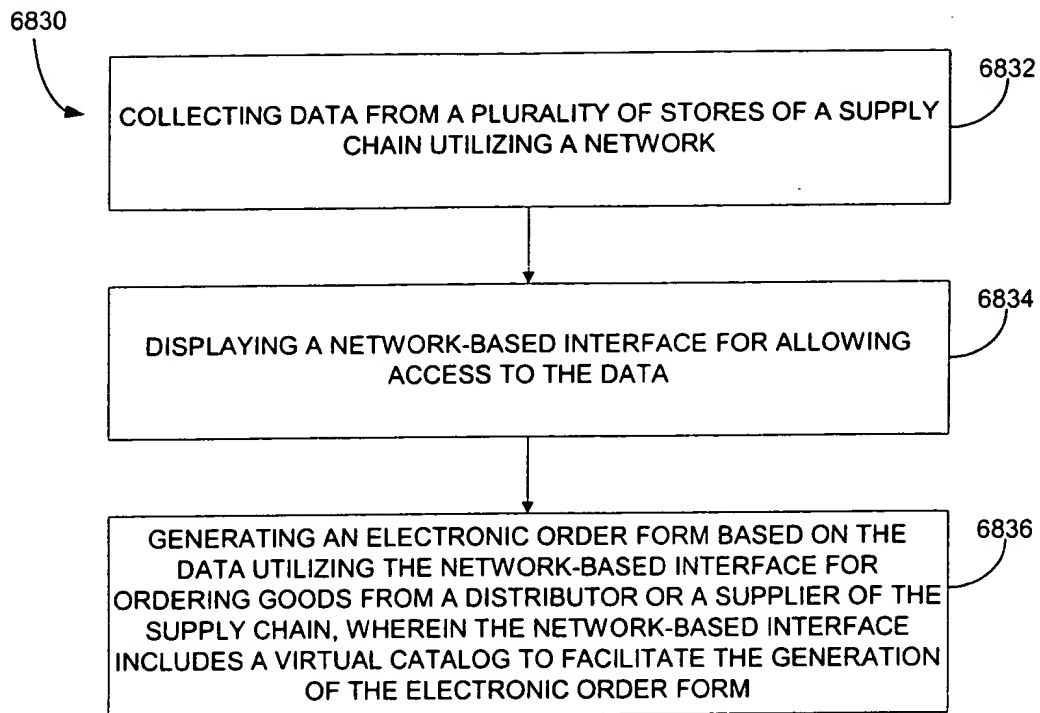 6830
6832
COLLECTING DATA FROM A PLURALITY OF STORES OF A SUPPLY
CHAIN UTILIZING A NETWORK
6834
DISPLAYING A NETWORK-BASED INTERFACE FOR ALLOWING
ACCESS TO THE DATA
6836
GENERATING AN ELECTRONIC ORDER FORM BASED ON THE
DATA UTILIZING THE NETWORK-BASED INTERFACE FOR
ORDERING GOODS FROM A DISTRIBUTOR OR A SUPPLIER OF THE
SUPPLY CHAIN, WHEREIN THE NETWORK-BASED INTERFACE
INCLUDES A VIRTUAL CATALOG TO FACILITATE THE GENERATION
OF THE ELECTRONIC ORDER FORM